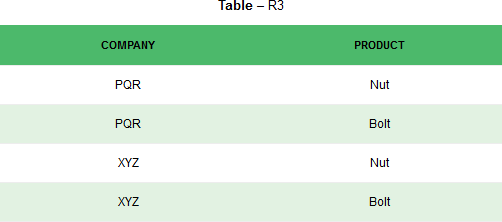 Table – R3
COMPANY PRODUCT
PQR Nut
PQR Bolt
XYZ Nut
XYZ Bolt